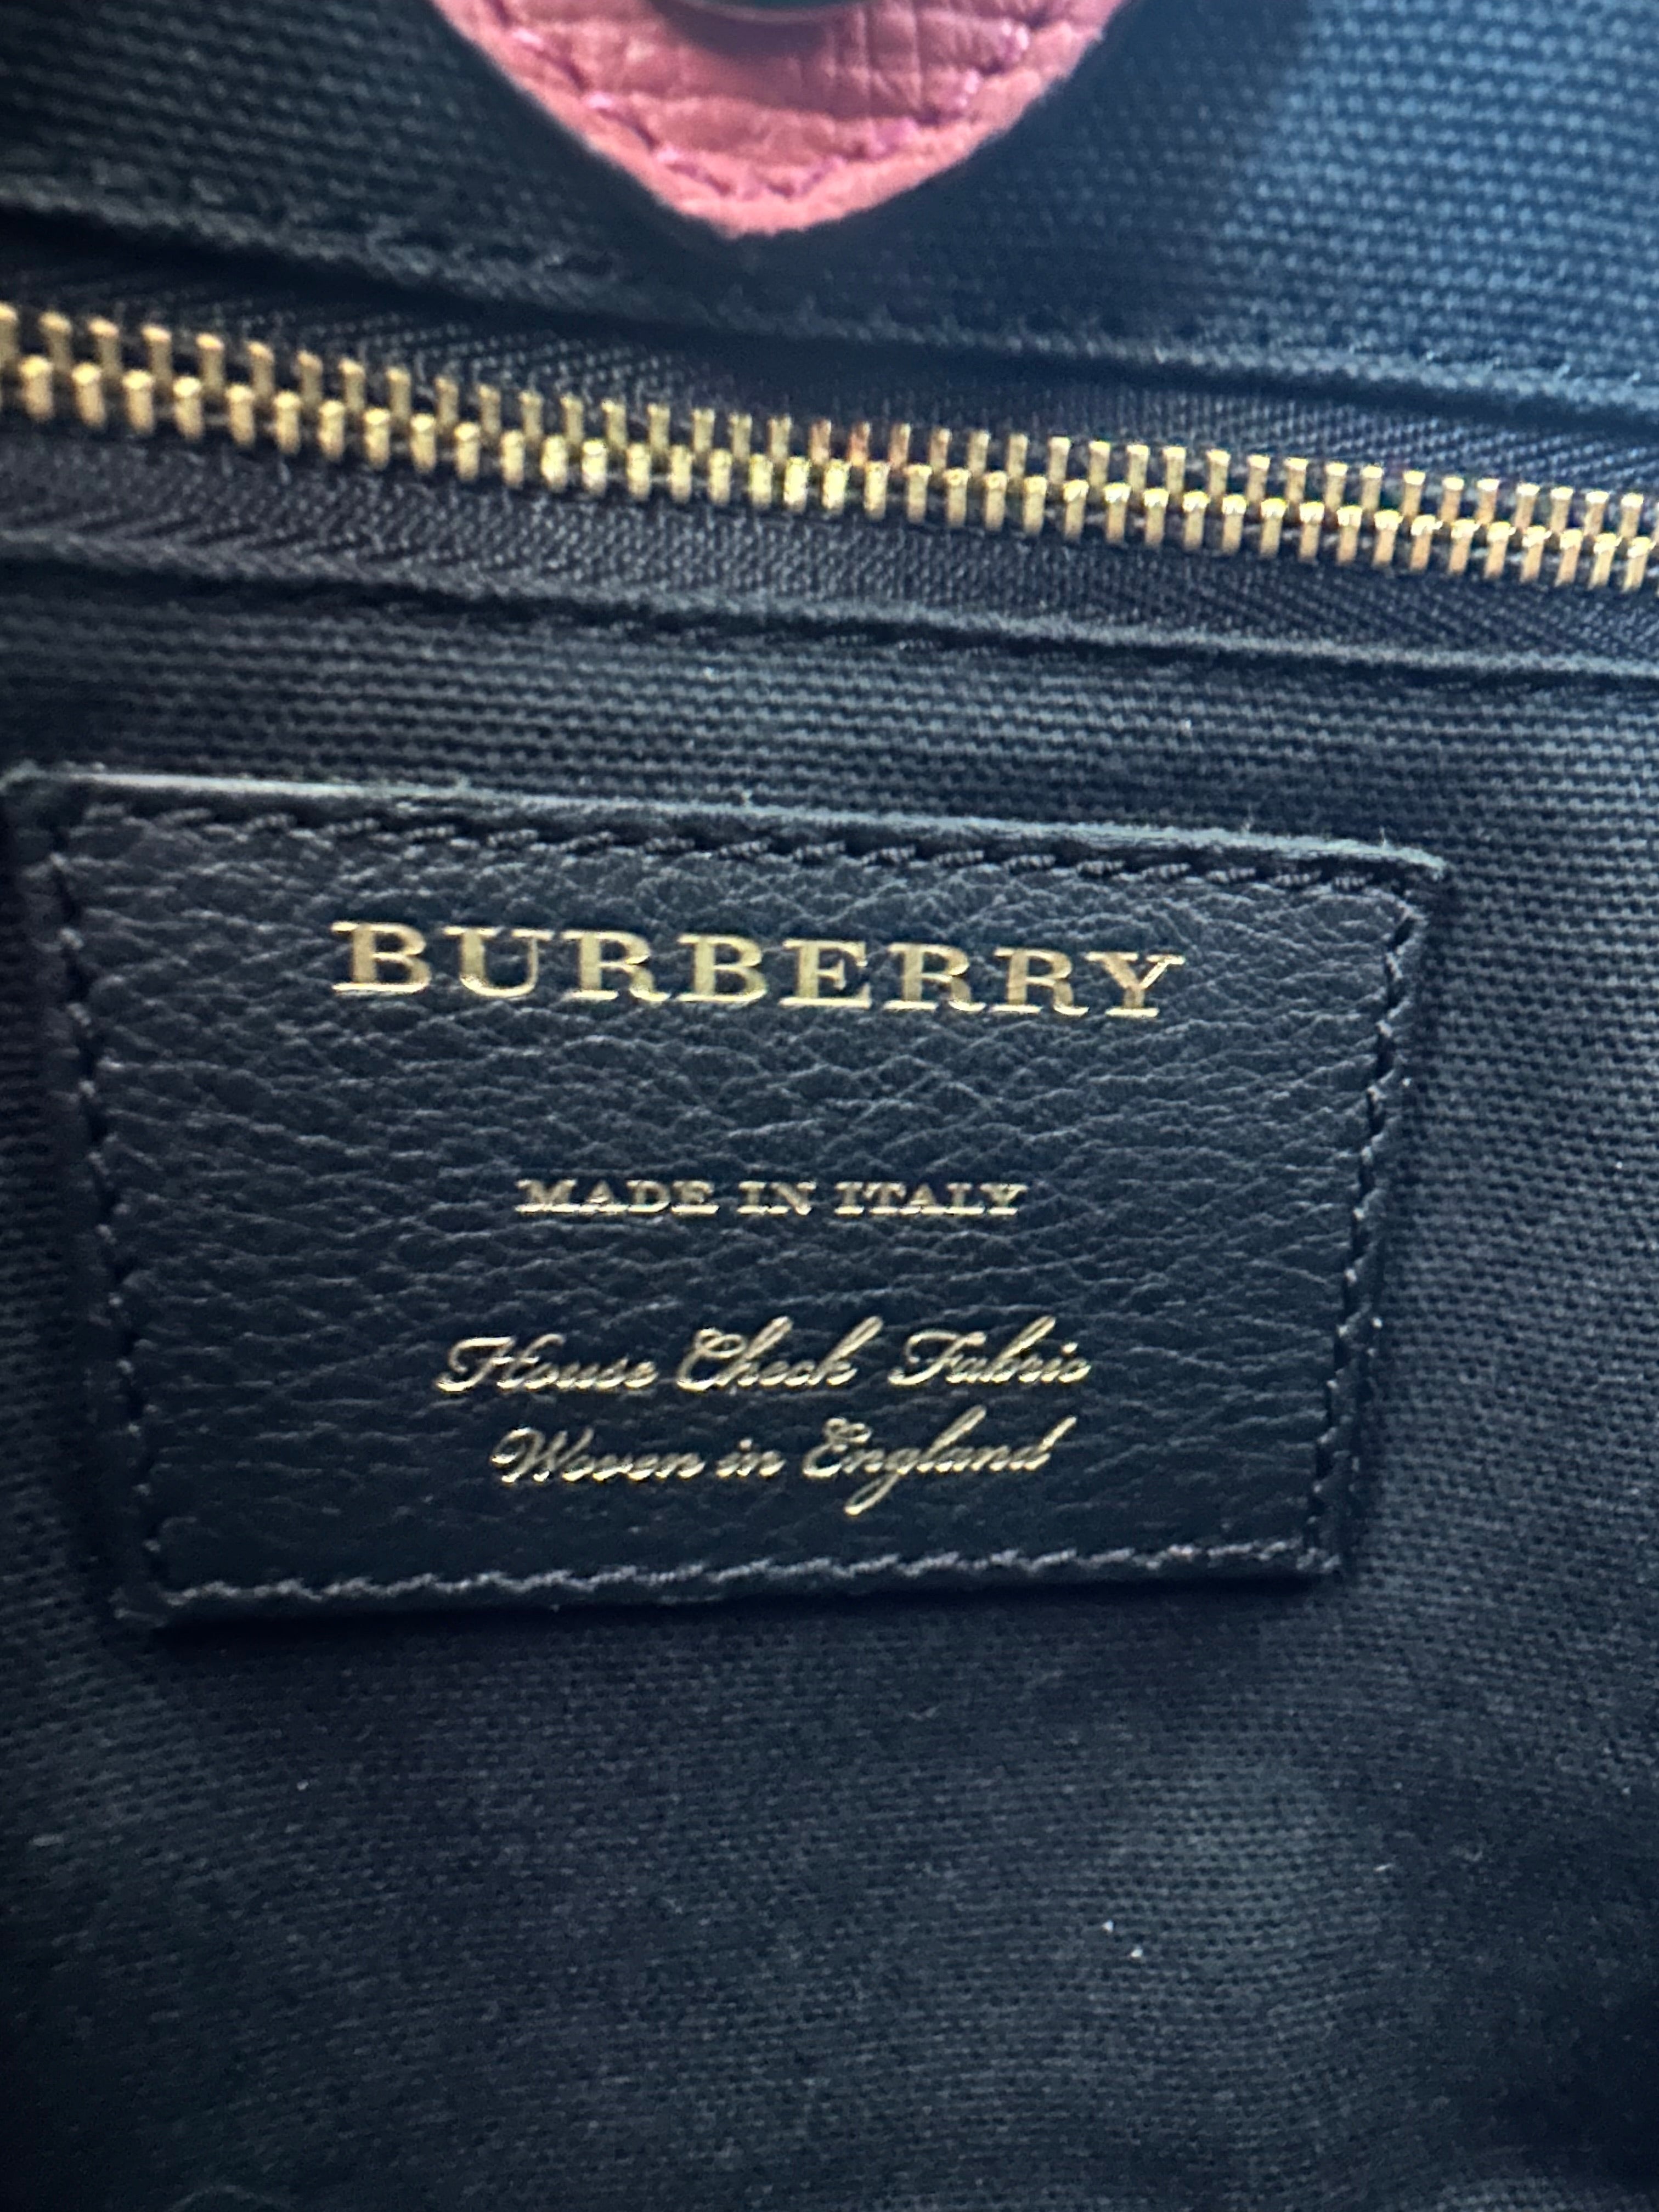 BURBERRY
MADE IN ITALY
House Check Fabric
Woven in England